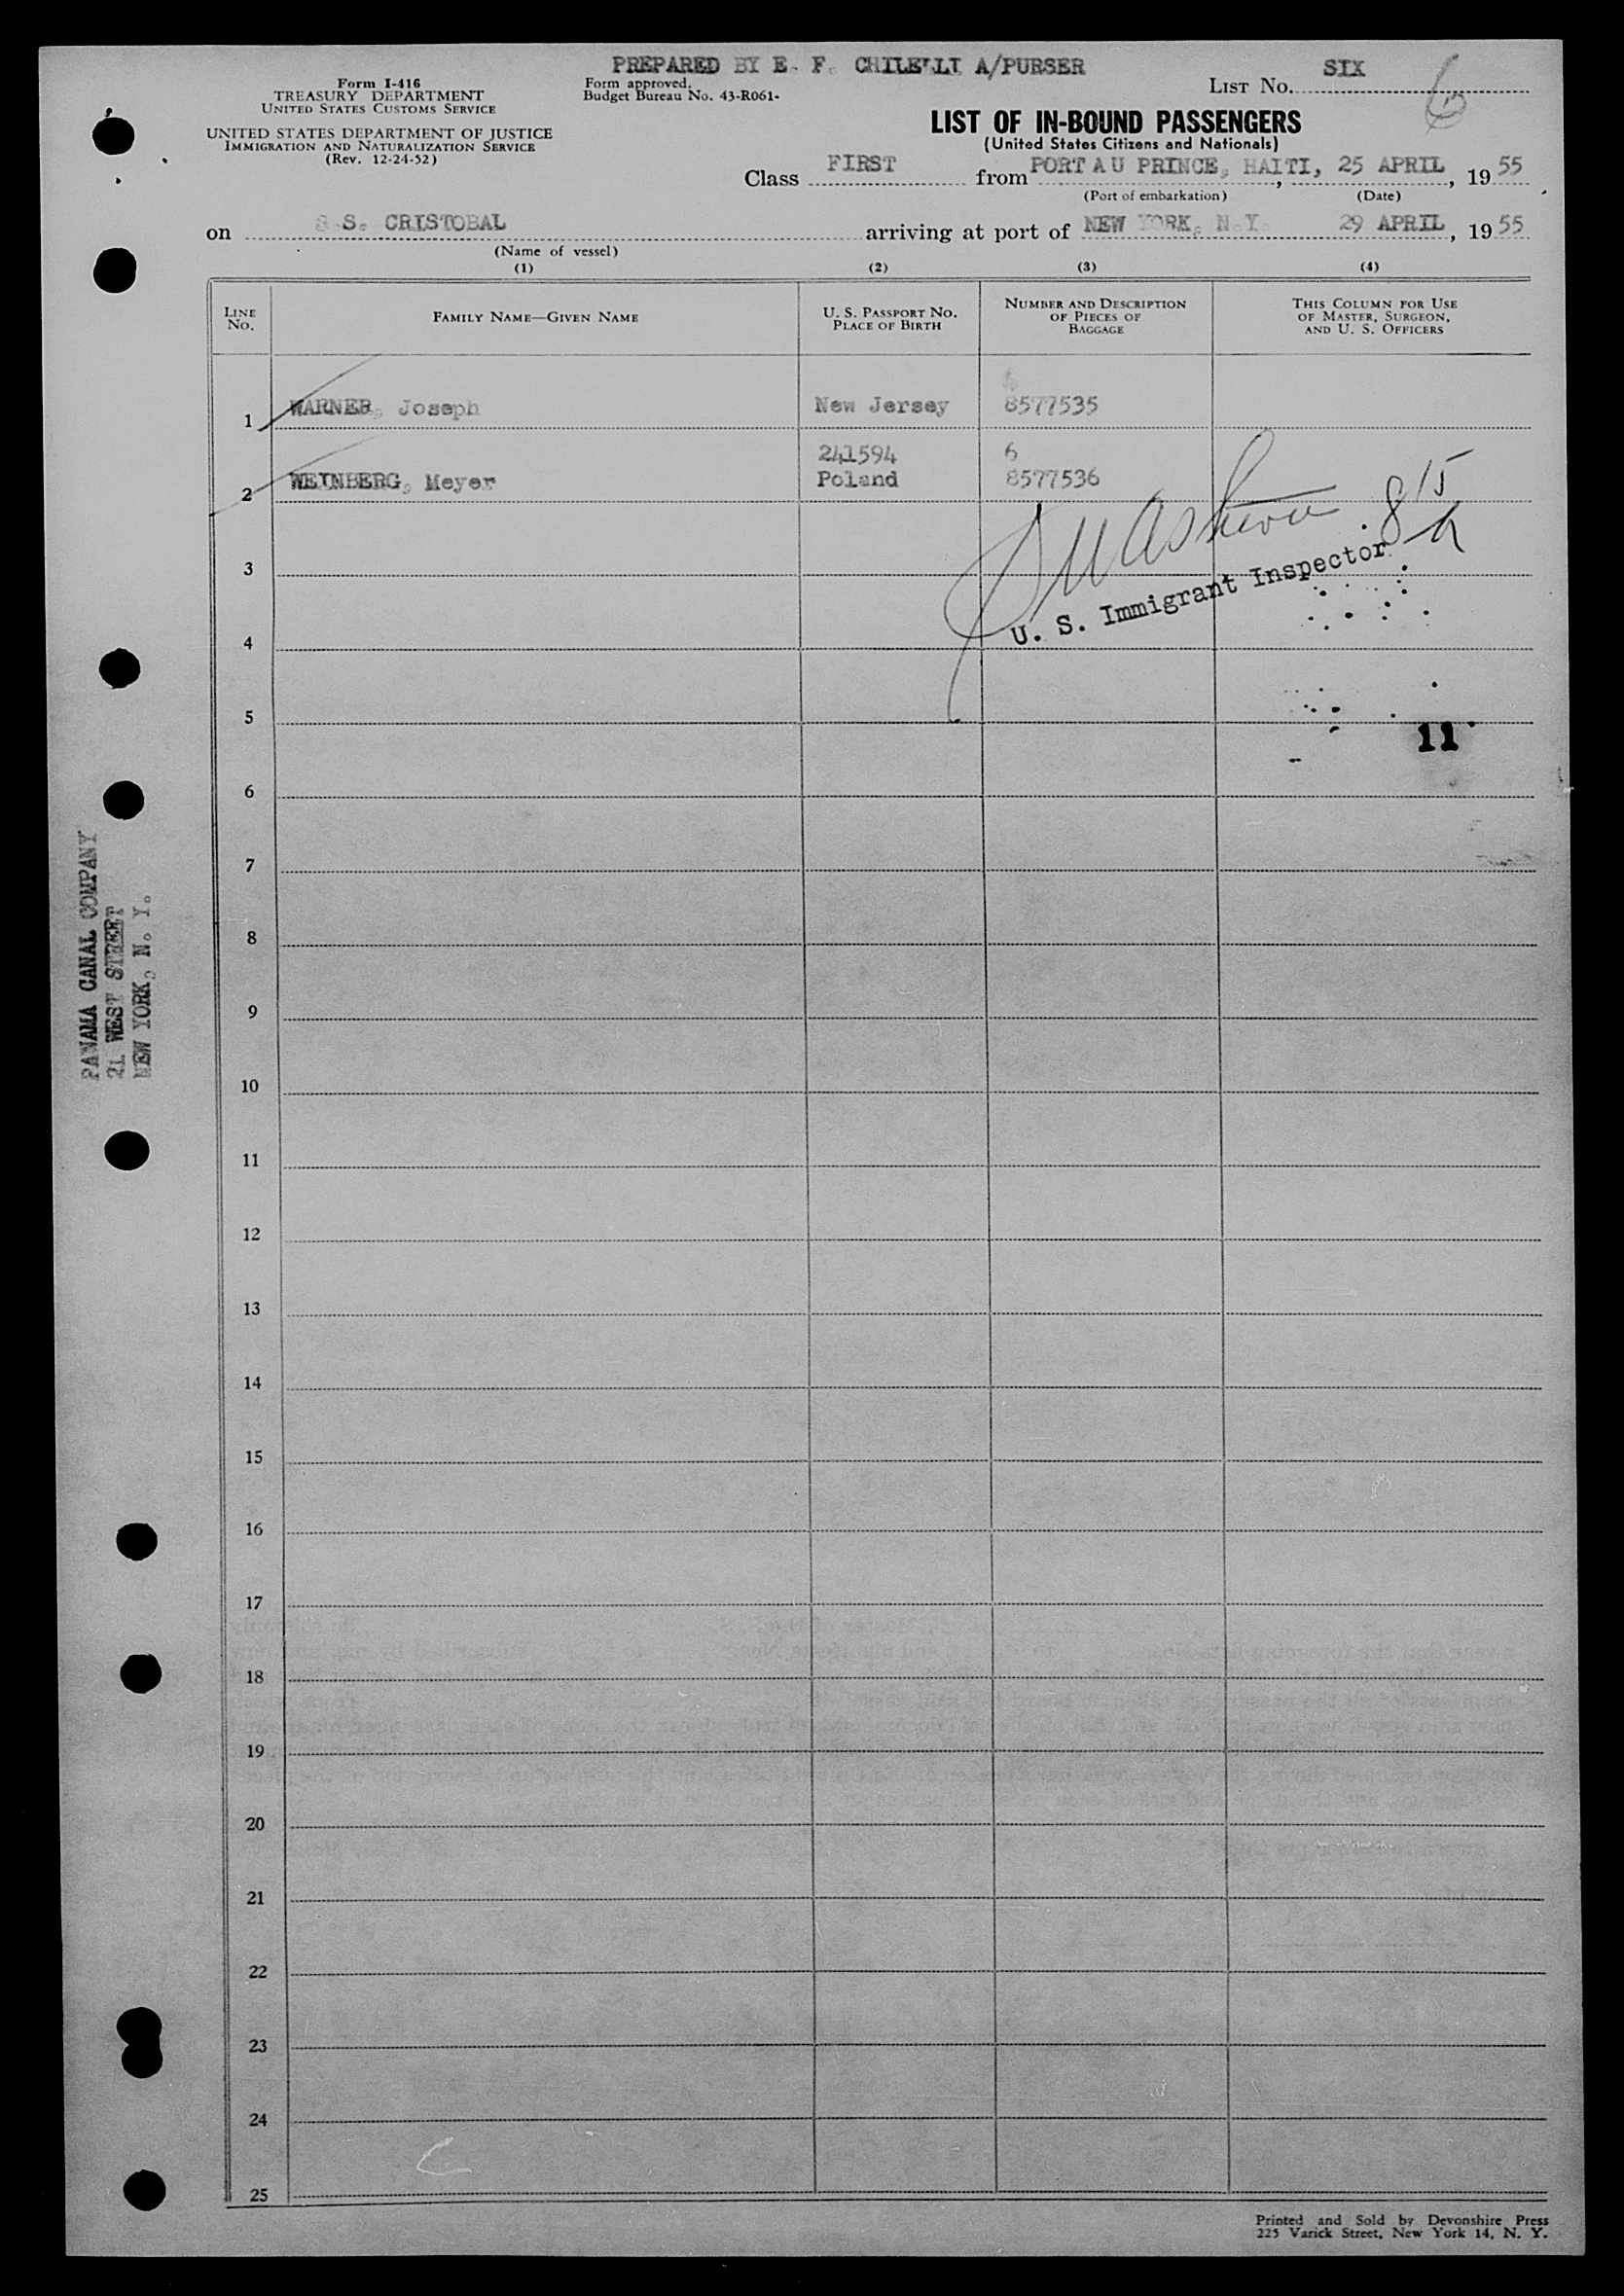 PREPARED BY E. F. A/PURSER
Form I-416
TREASURY DEPARTMENT
UNITED STATES CUSTOMS SERVICE
UNITED STATES DEPARTMENT OF JUSTICE
IMMIGRATION AND NATURALIZATION SERVICE
(Rev. 12-24-52)
Form approved.
Budget Bureau No. 43-R061-
LIST No. SIX
6
LIST OF IN-BOUND PASSENGERS
(United States Citizens and Nationals)
Class FIRST from PORT AU PRINCE, HAITI, 25 APRIL, 1955
(Port of embarkation) (Date)
on S.S. CRISTOBAL arriving at port of NEW YORK, N.Y. 29 APRIL, 1955
(Name of vessel)
(1) (2) (3) (4)
LINE No. FAMILY NAME—GIVEN NAME U. S. PASSPORT No. PLACE OF BIRTH NUMBER AND DESCRIPTION OF PIECES OF BAGGAGE THIS COLUMN FOR USE OF MASTER, SURGEON, AND U. S. OFFICERS
1 WARNER, Joseph New Jersey 8577535
241594 6
2 WEINBERG, Meyer Poland 8577536
815
U. S. Immigrant Inspector
3
4
5
11
6
7
8
9
10
11
12
13
14
15
16
17
18
19
20
21
22
23
24
25
PANAMA CANAL COMPANY
21 WEST STREET
NEW YORK, N. Y.
Printed and Sold by Devonshire Press
225 Varick Street, New York 14, N. Y.